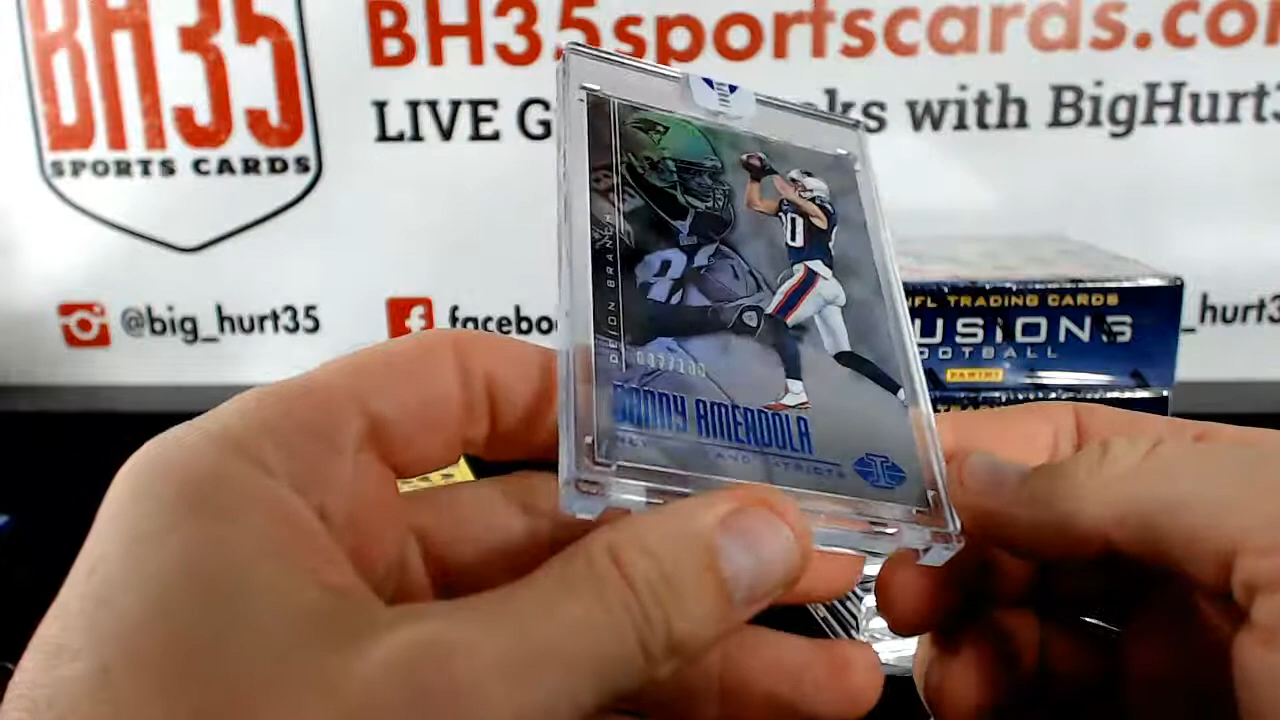 BH35
SPORTS CARDS
BH35sportscards.co
LIVE G ks with BigHurt3
@big_hurt35
facebo
_hurt3
NFL TRADING CARDS
USIONS
OOTBALL
PANINI
DEION BRANCH
80
DANNY AMENDOLA